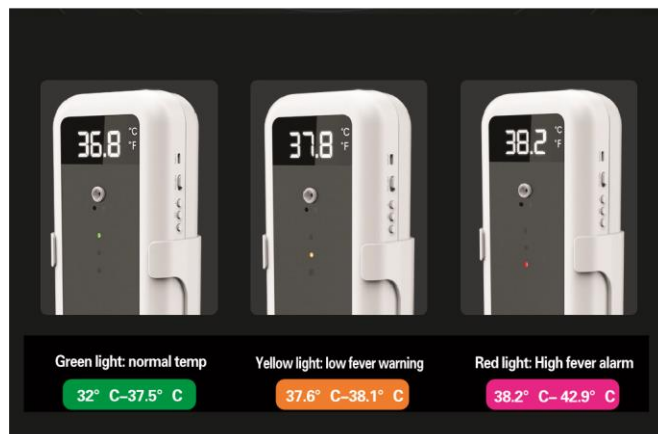 36.8 °C
°F
37.8 °C
°F
38.2 °C
°F
Green light: normal temp
Yellow light: low fever warning
Red light: High fever alarm
32° C–37.5° C
37.6° C–38.1° C
38.2° C– 42.9° C